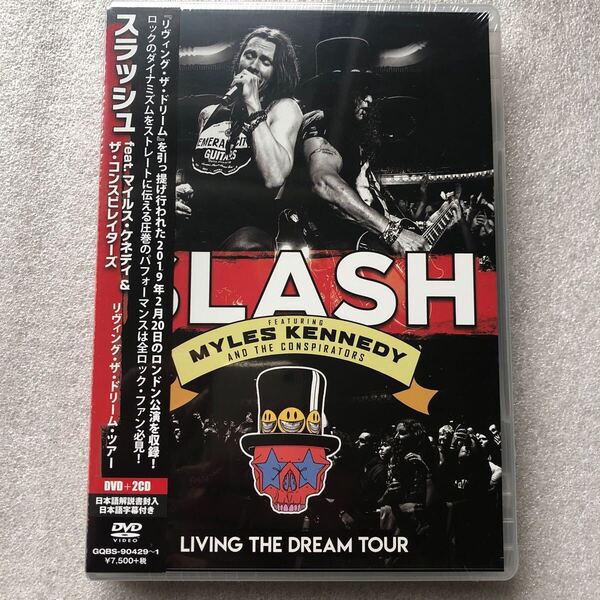 『リヴィング・ザ・ドリーム』を引っ提げ行われた2019年2月20日のロンドン公演を収録!
ロックのダイナミズムをストレートに伝える圧巻のパフォーマンスは全ロック・ファン必見!
スラッシュ
feat. マイルス・ケネディ&
ザ・コンスピレイターズ
リヴィング・ザ・ドリーム・ツアー
DVD+2CD
日本語解説書封入
日本語字幕付き
DVD
VIDEO
GQBS-90429~1
¥7,500+税
EMERALD CITY
GUITARS
SLASH
FEATURING
MYLES KENNEDY
AND THE CONSPIRATORS
LIVING THE DREAM TOUR